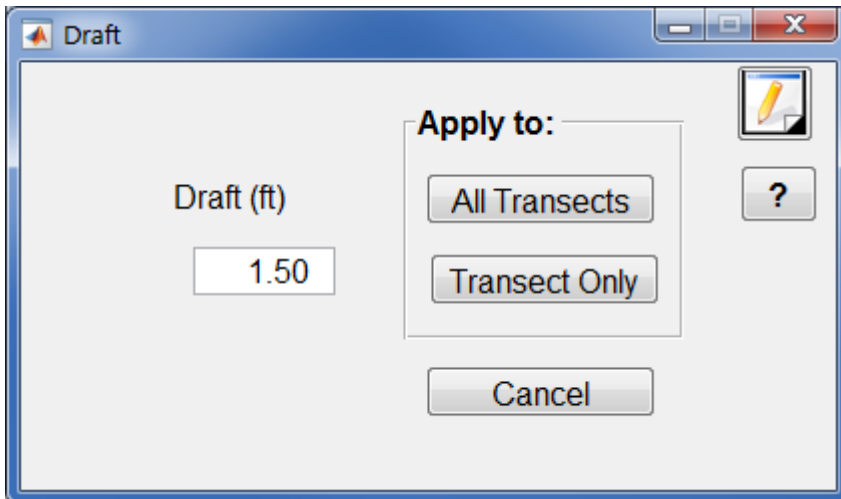 Draft
Apply to:
Draft (ft)
All Transects
?
1.50
Transect Only
Cancel